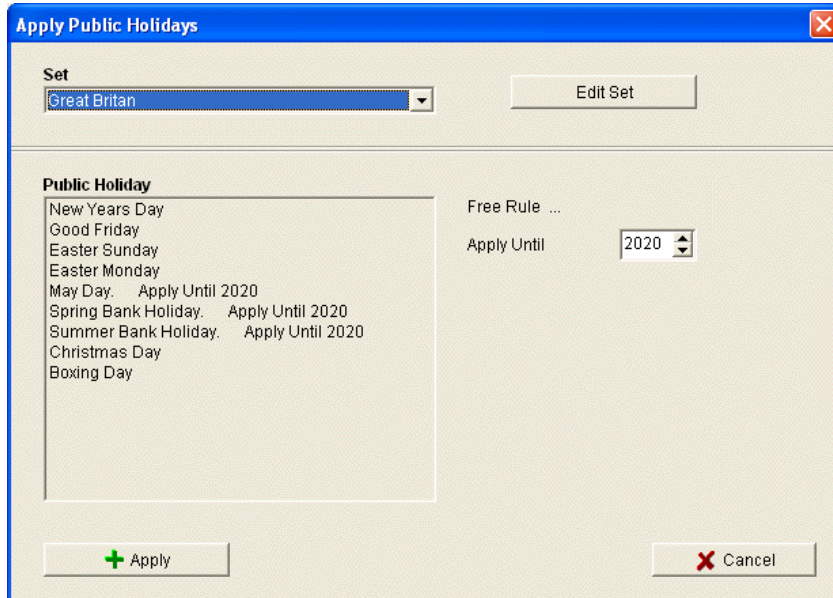 Apply Public Holidays
Set
Great Britan
Edit Set
Public Holiday
New Years Day
Good Friday
Easter Sunday
Easter Monday
May Day. Apply Until 2020
Spring Bank Holiday. Apply Until 2020
Summer Bank Holiday. Apply Until 2020
Christmas Day
Boxing Day
Free Rule ...
Apply Until 2020
Apply
Cancel